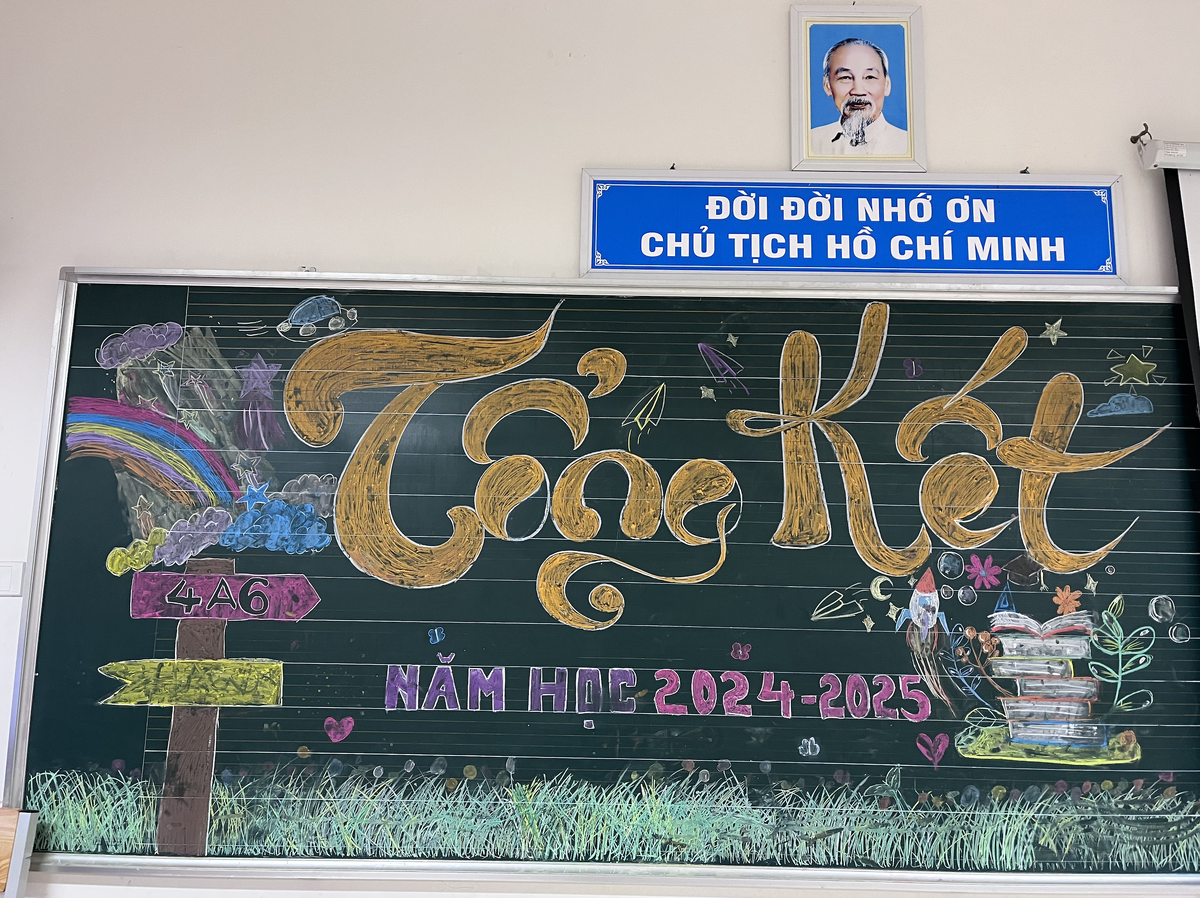 ĐỜI ĐỜI NHỚ ƠN
CHỦ TỊCH HỒ CHÍ MINH
Tổng Kết
4A6
NĂM HỌC 2024-2025